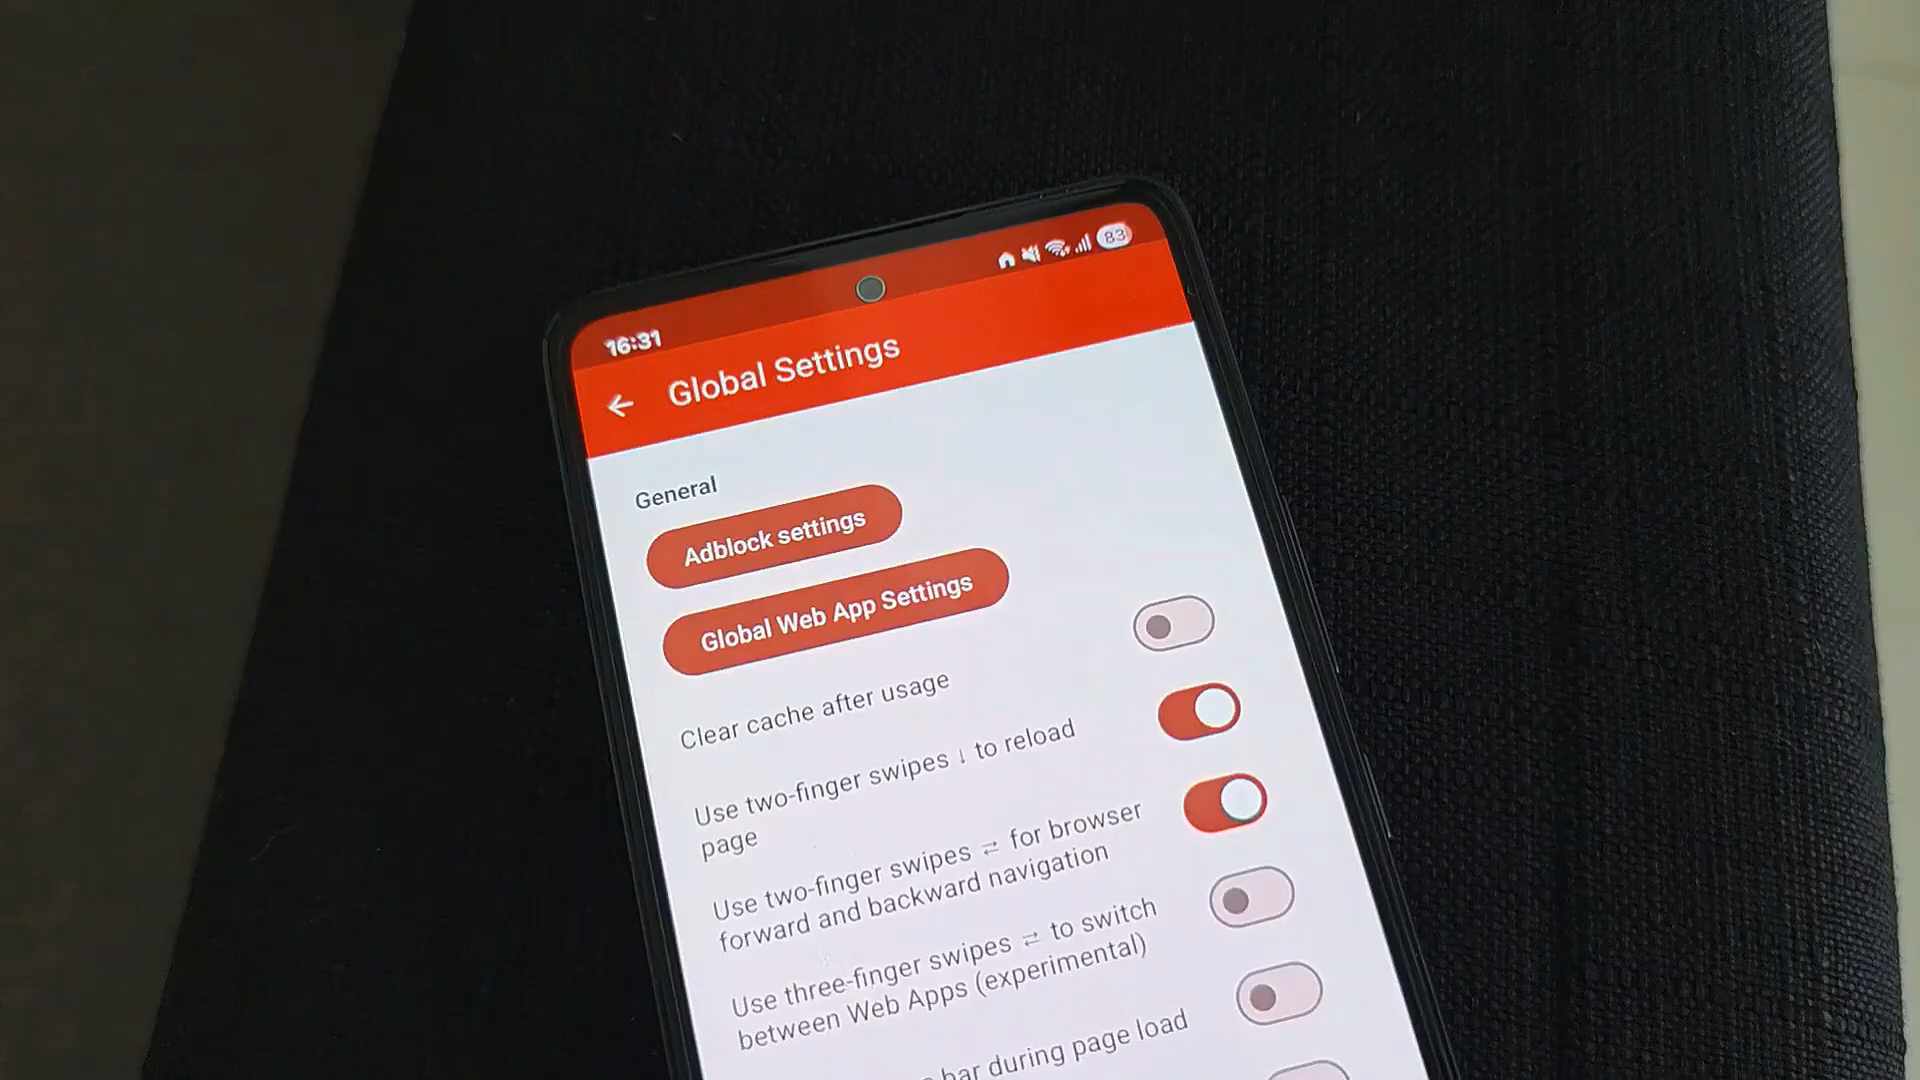 83
16:31
Global Settings
General
Adblock settings
Global Web App Settings
Clear cache after usage
Use two-finger swipes ↓ to reload
page
Use two-finger swipes ⇄ for browser
forward and backward navigation
Use three-finger swipes ⇄ to switch
between Web Apps (experimental)
bar during page load